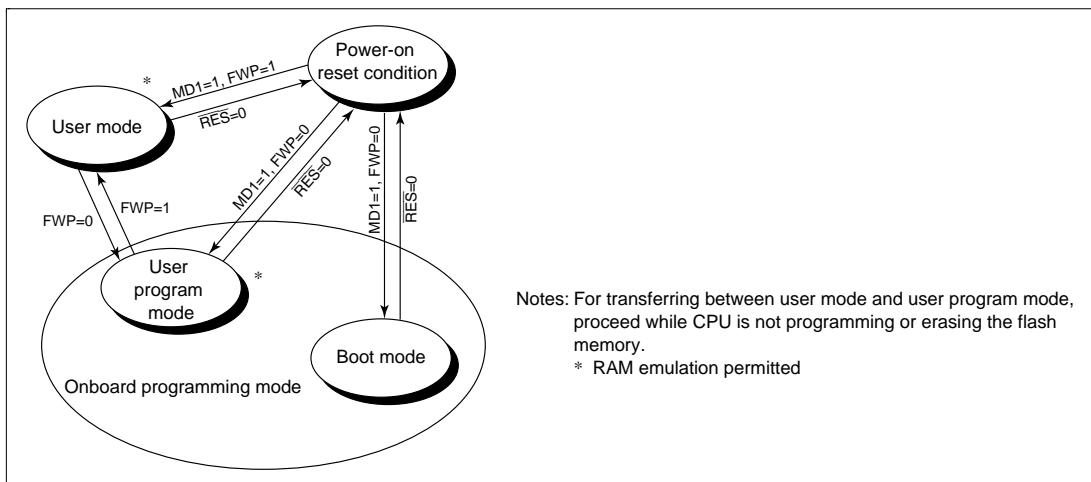 Power-on
reset condition
MD1=1, FWP=1
*
RES=0
User mode
MD1=1, FWP=0
RES=0
MD1=1, FWP=0
RES=0
FWP=0
FWP=1
User
program
mode
*
Boot mode
Onboard programming mode
Notes: For transferring between user mode and user program mode,
proceed while CPU is not programming or erasing the flash
memory.
* RAM emulation permitted